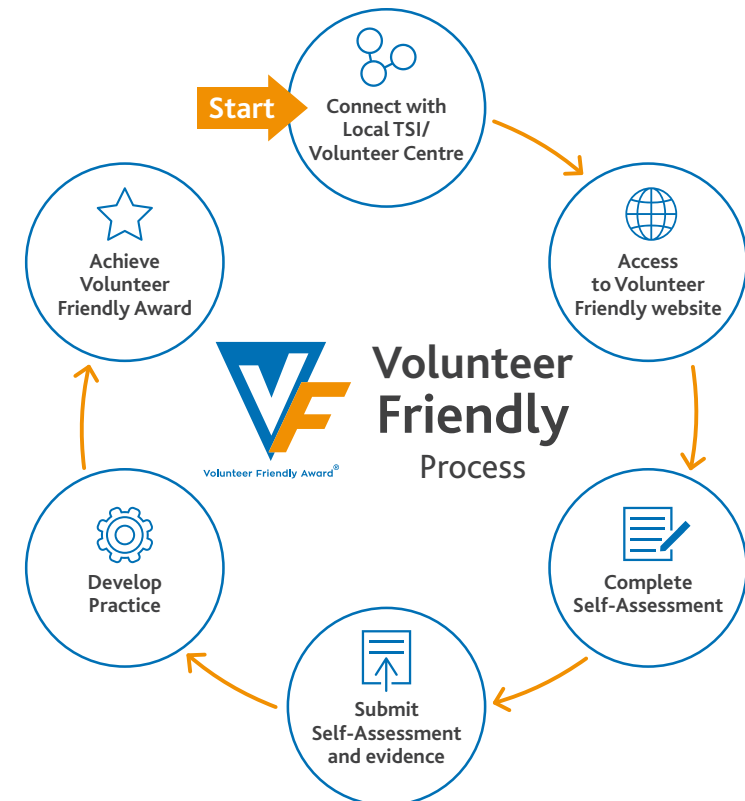 Start
Connect with
Local TSI/
Volunteer Centre
Access
to Volunteer
Friendly website
Complete
Self-Assessment
Submit
Self-Assessment
and evidence
Develop
Practice
Achieve
Volunteer
Friendly Award
VF
Volunteer Friendly Award®
Volunteer
Friendly
Process